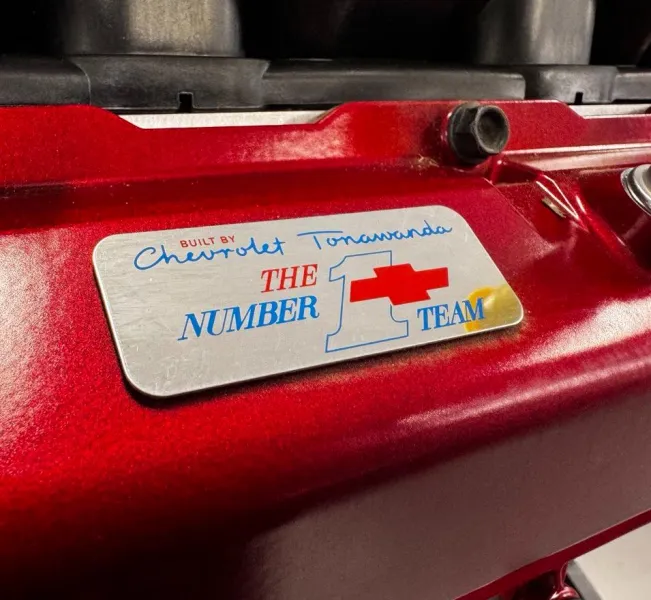 BUILT BY
Chevrolet Tonawanda
THE
NUMBER 1 TEAM